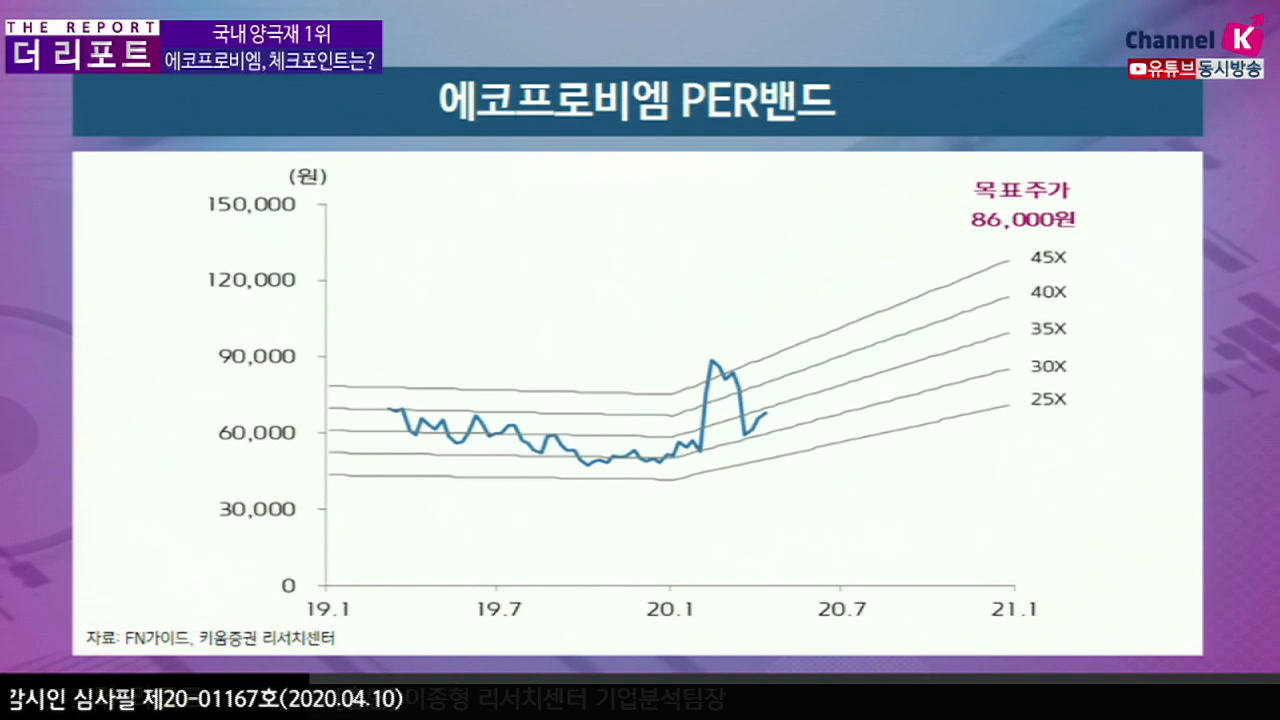 THE REPORT
더 리포트
국내 양극재 1위
에코프로비엠, 체크포인트는?
Channel K
유튜브 동시방송
에코프로비엠 PER밴드
(원)
150,000
120,000
90,000
60,000
30,000
0
목표주가
86,000원
45X
40X
35X
30X
25X
19.1
19.7
20.1
20.7
21.1
자료: FN가이드, 키움증권 리서치센터
감시인 심사필 제20-01167호(2020.04.10)
이종형 리서치센터 기업분석팀장